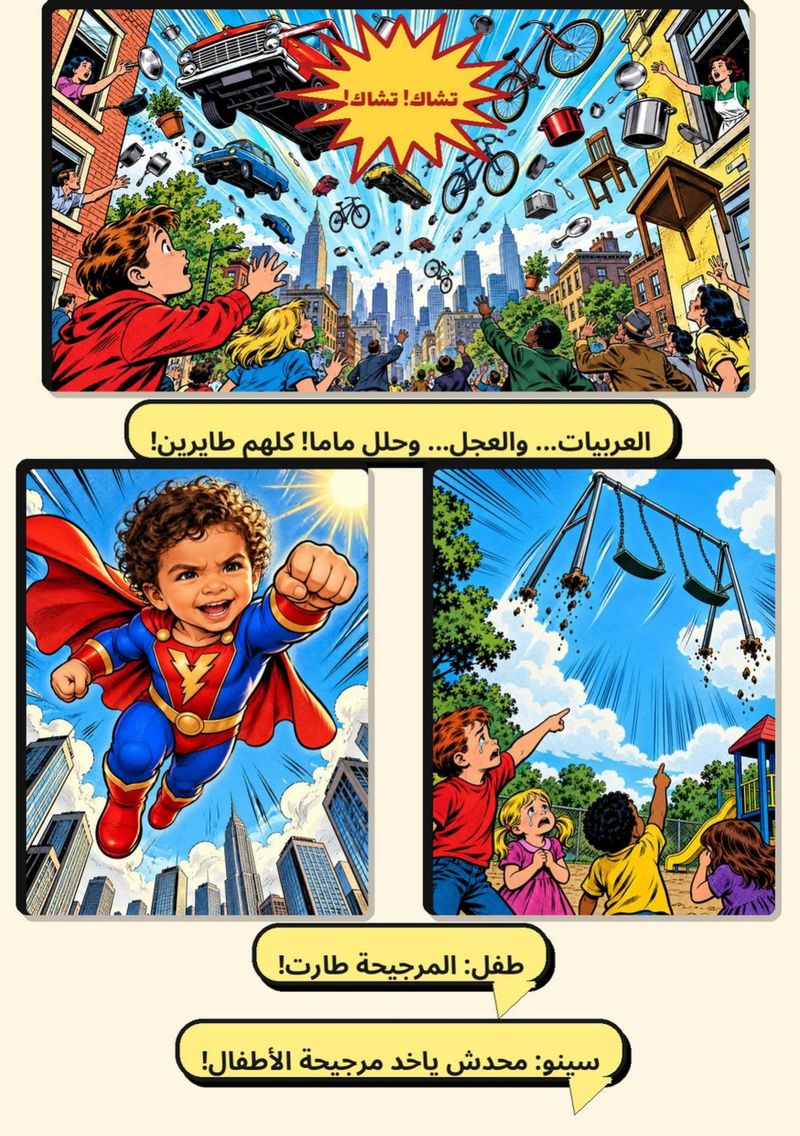 تشاك! تشاك!
العربيات... والعجل... وحلل ماما! كلهم طايرين!
طفل: المرجيحة طارت!
سينو: محدش ياخد مرجيحة الأطفال!